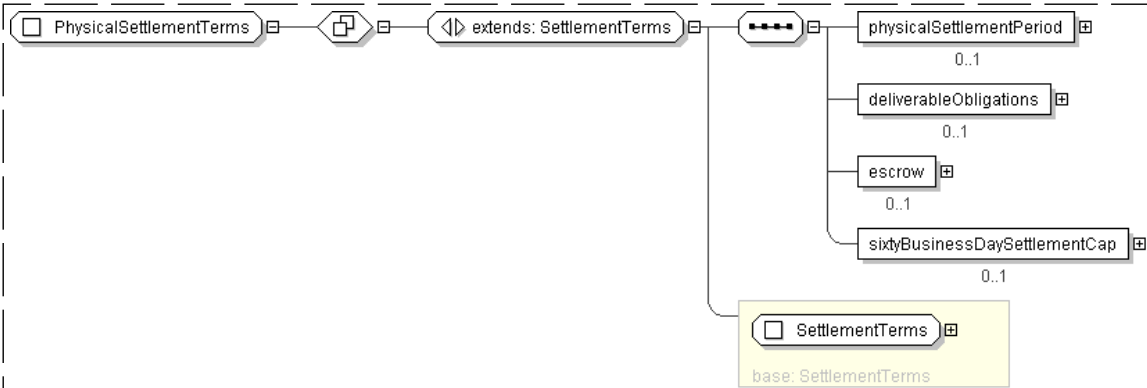 PhysicalSettlementTerms
extends: SettlementTerms
physicalSettlementPeriod
0..1
deliverableObligations
0..1
escrow
0..1
sixtyBusinessDaySettlementCap
0..1
SettlementTerms
base: SettlementTerms